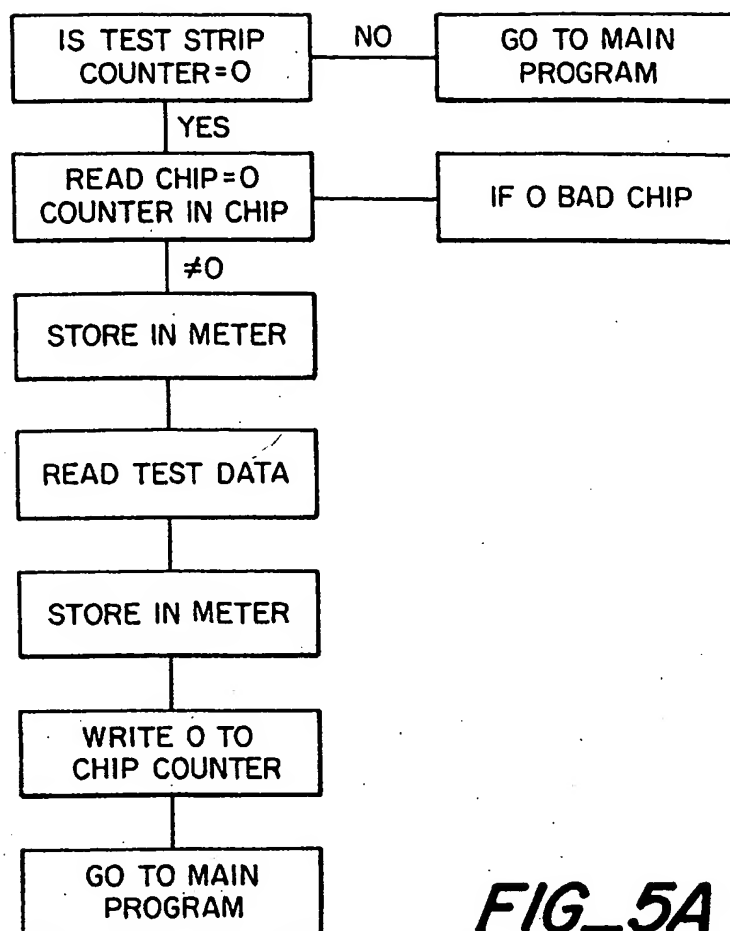 IS TEST STRIP
COUNTER=0
NO
GO TO MAIN
PROGRAM
YES
READ CHIP=0
COUNTER IN CHIP
IF 0 BAD CHIP
≠0
STORE IN METER
READ TEST DATA
STORE IN METER
WRITE 0 TO
CHIP COUNTER
GO TO MAIN
PROGRAM
FIG_5A